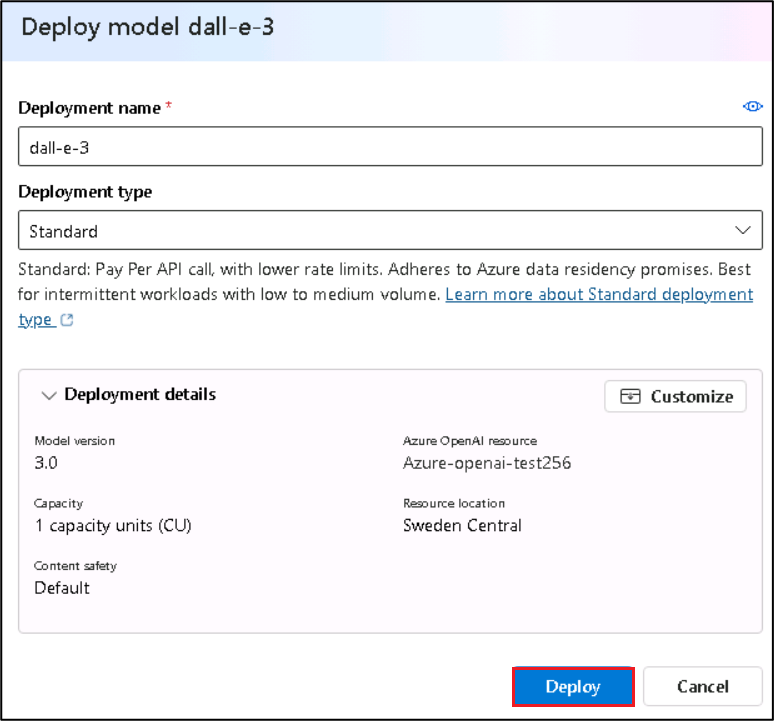 Deploy model dall-e-3
Deployment name *
dall-e-3
Deployment type
Standard
Standard: Pay Per API call, with lower rate limits. Adheres to Azure data residency promises. Best
for intermittent workloads with low to medium volume. Learn more about Standard deployment
type
Deployment details
Customize
Model version
3.0
Azure OpenAI resource
Azure-openai-test256
Capacity
1 capacity units (CU)
Resource location
Sweden Central
Content safety
Default
Deploy
Cancel